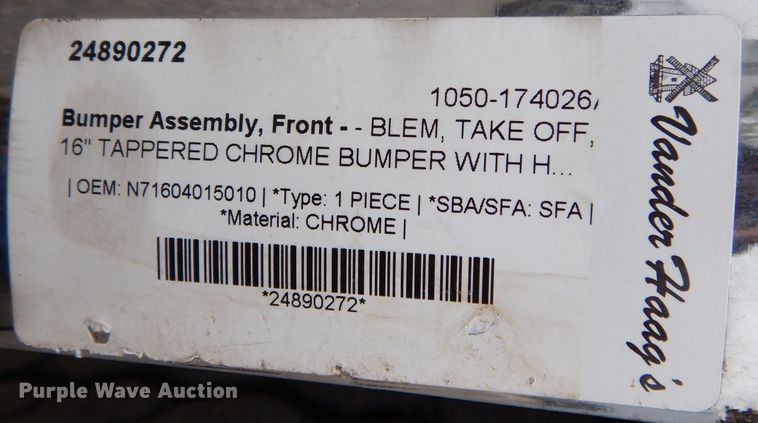 24890272
1050-174026
Bumper Assembly, Front - - BLEM, TAKE OFF,
16" TAPPERED CHROME BUMPER WITH H...
| OEM: N71604015010 | *Type: 1 PIECE | *SBA/SFA: SFA |
*Material: CHROME |
*24890272*
Vander Haag's
Purple Wave Auction